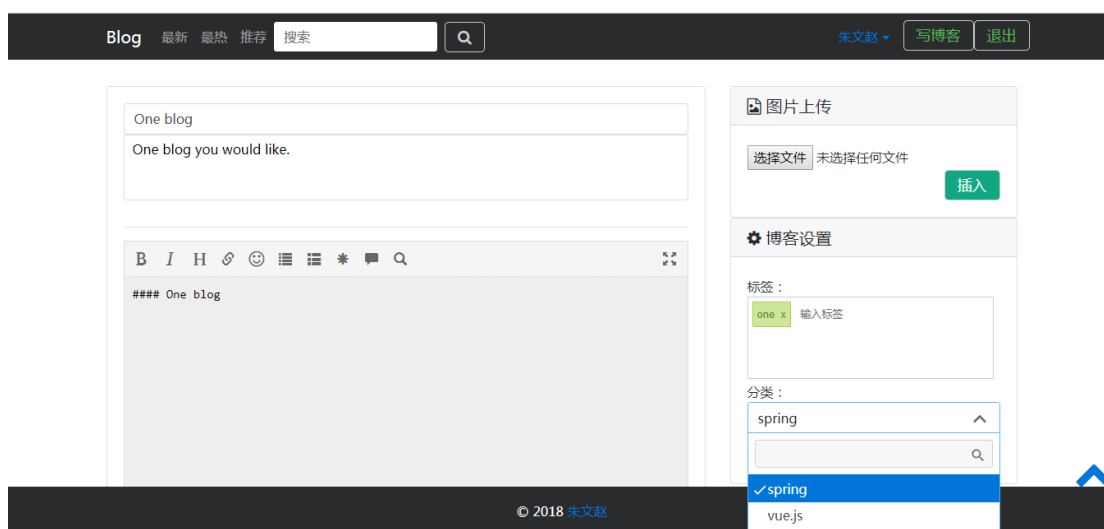 Blog 最新 最热 推荐 搜索 朱文赵 写博客 退出
One blog
One blog you would like.
B I H
#### One blog
图片上传
选择文件 未选择任何文件
插入
博客设置
标签：
one x 输入标签
分类：
spring
spring
vue.js
© 2018 朱文赵